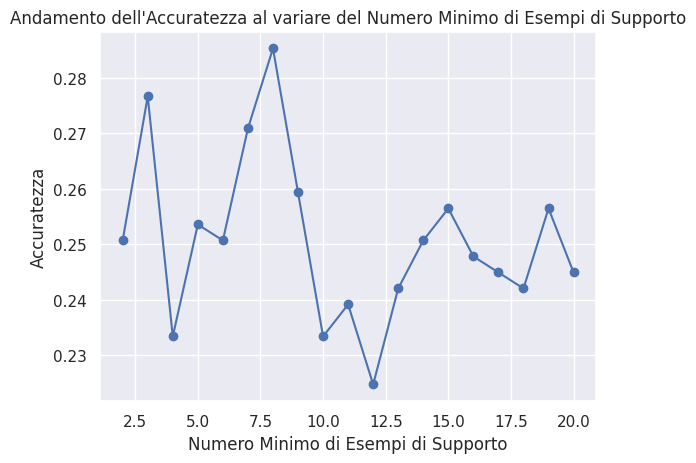 Andamento dell'Accuratezza al variare del Numero Minimo di Esempi di Supporto
0.28
0.27
0.26
0.25
0.24
0.23
Accuratezza
2.5 5.0 7.5 10.0 12.5 15.0 17.5 20.0
Numero Minimo di Esempi di Supporto